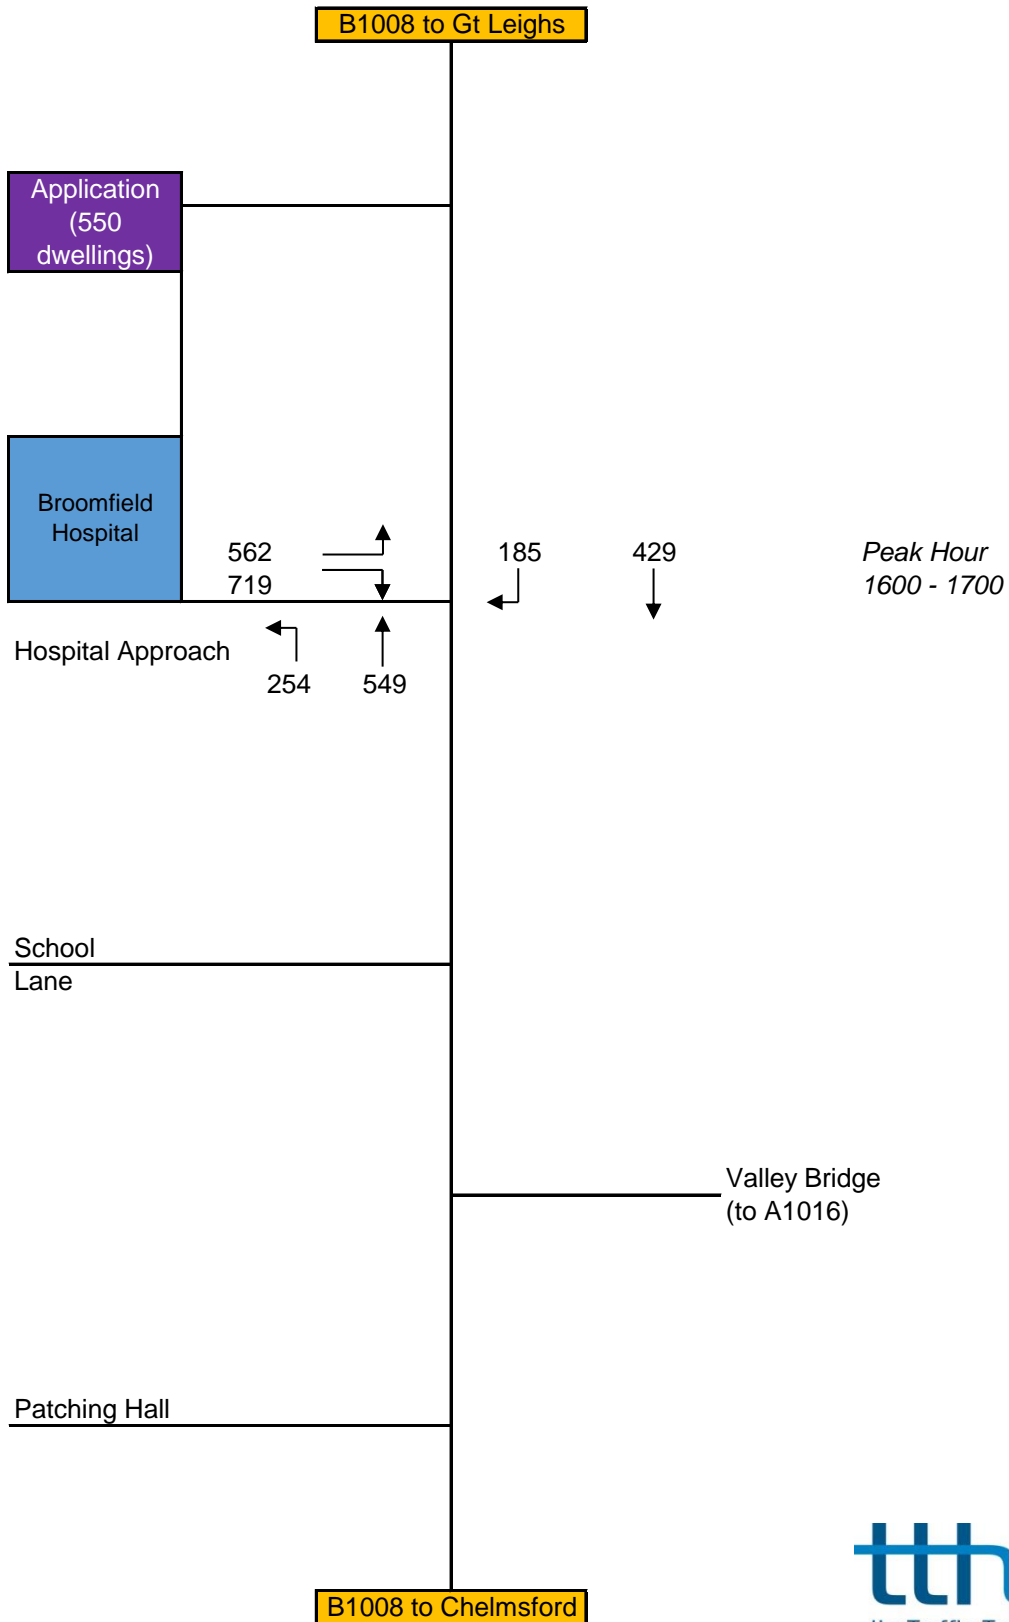 B1008 to Gt Leighs
Application
(550
dwellings)
Broomfield
Hospital
562
719
185
429
Peak Hour
1600 - 1700
Hospital Approach
254
549
School
Lane
Valley Bridge
(to A1016)
Patching Hall
B1008 to Chelmsford